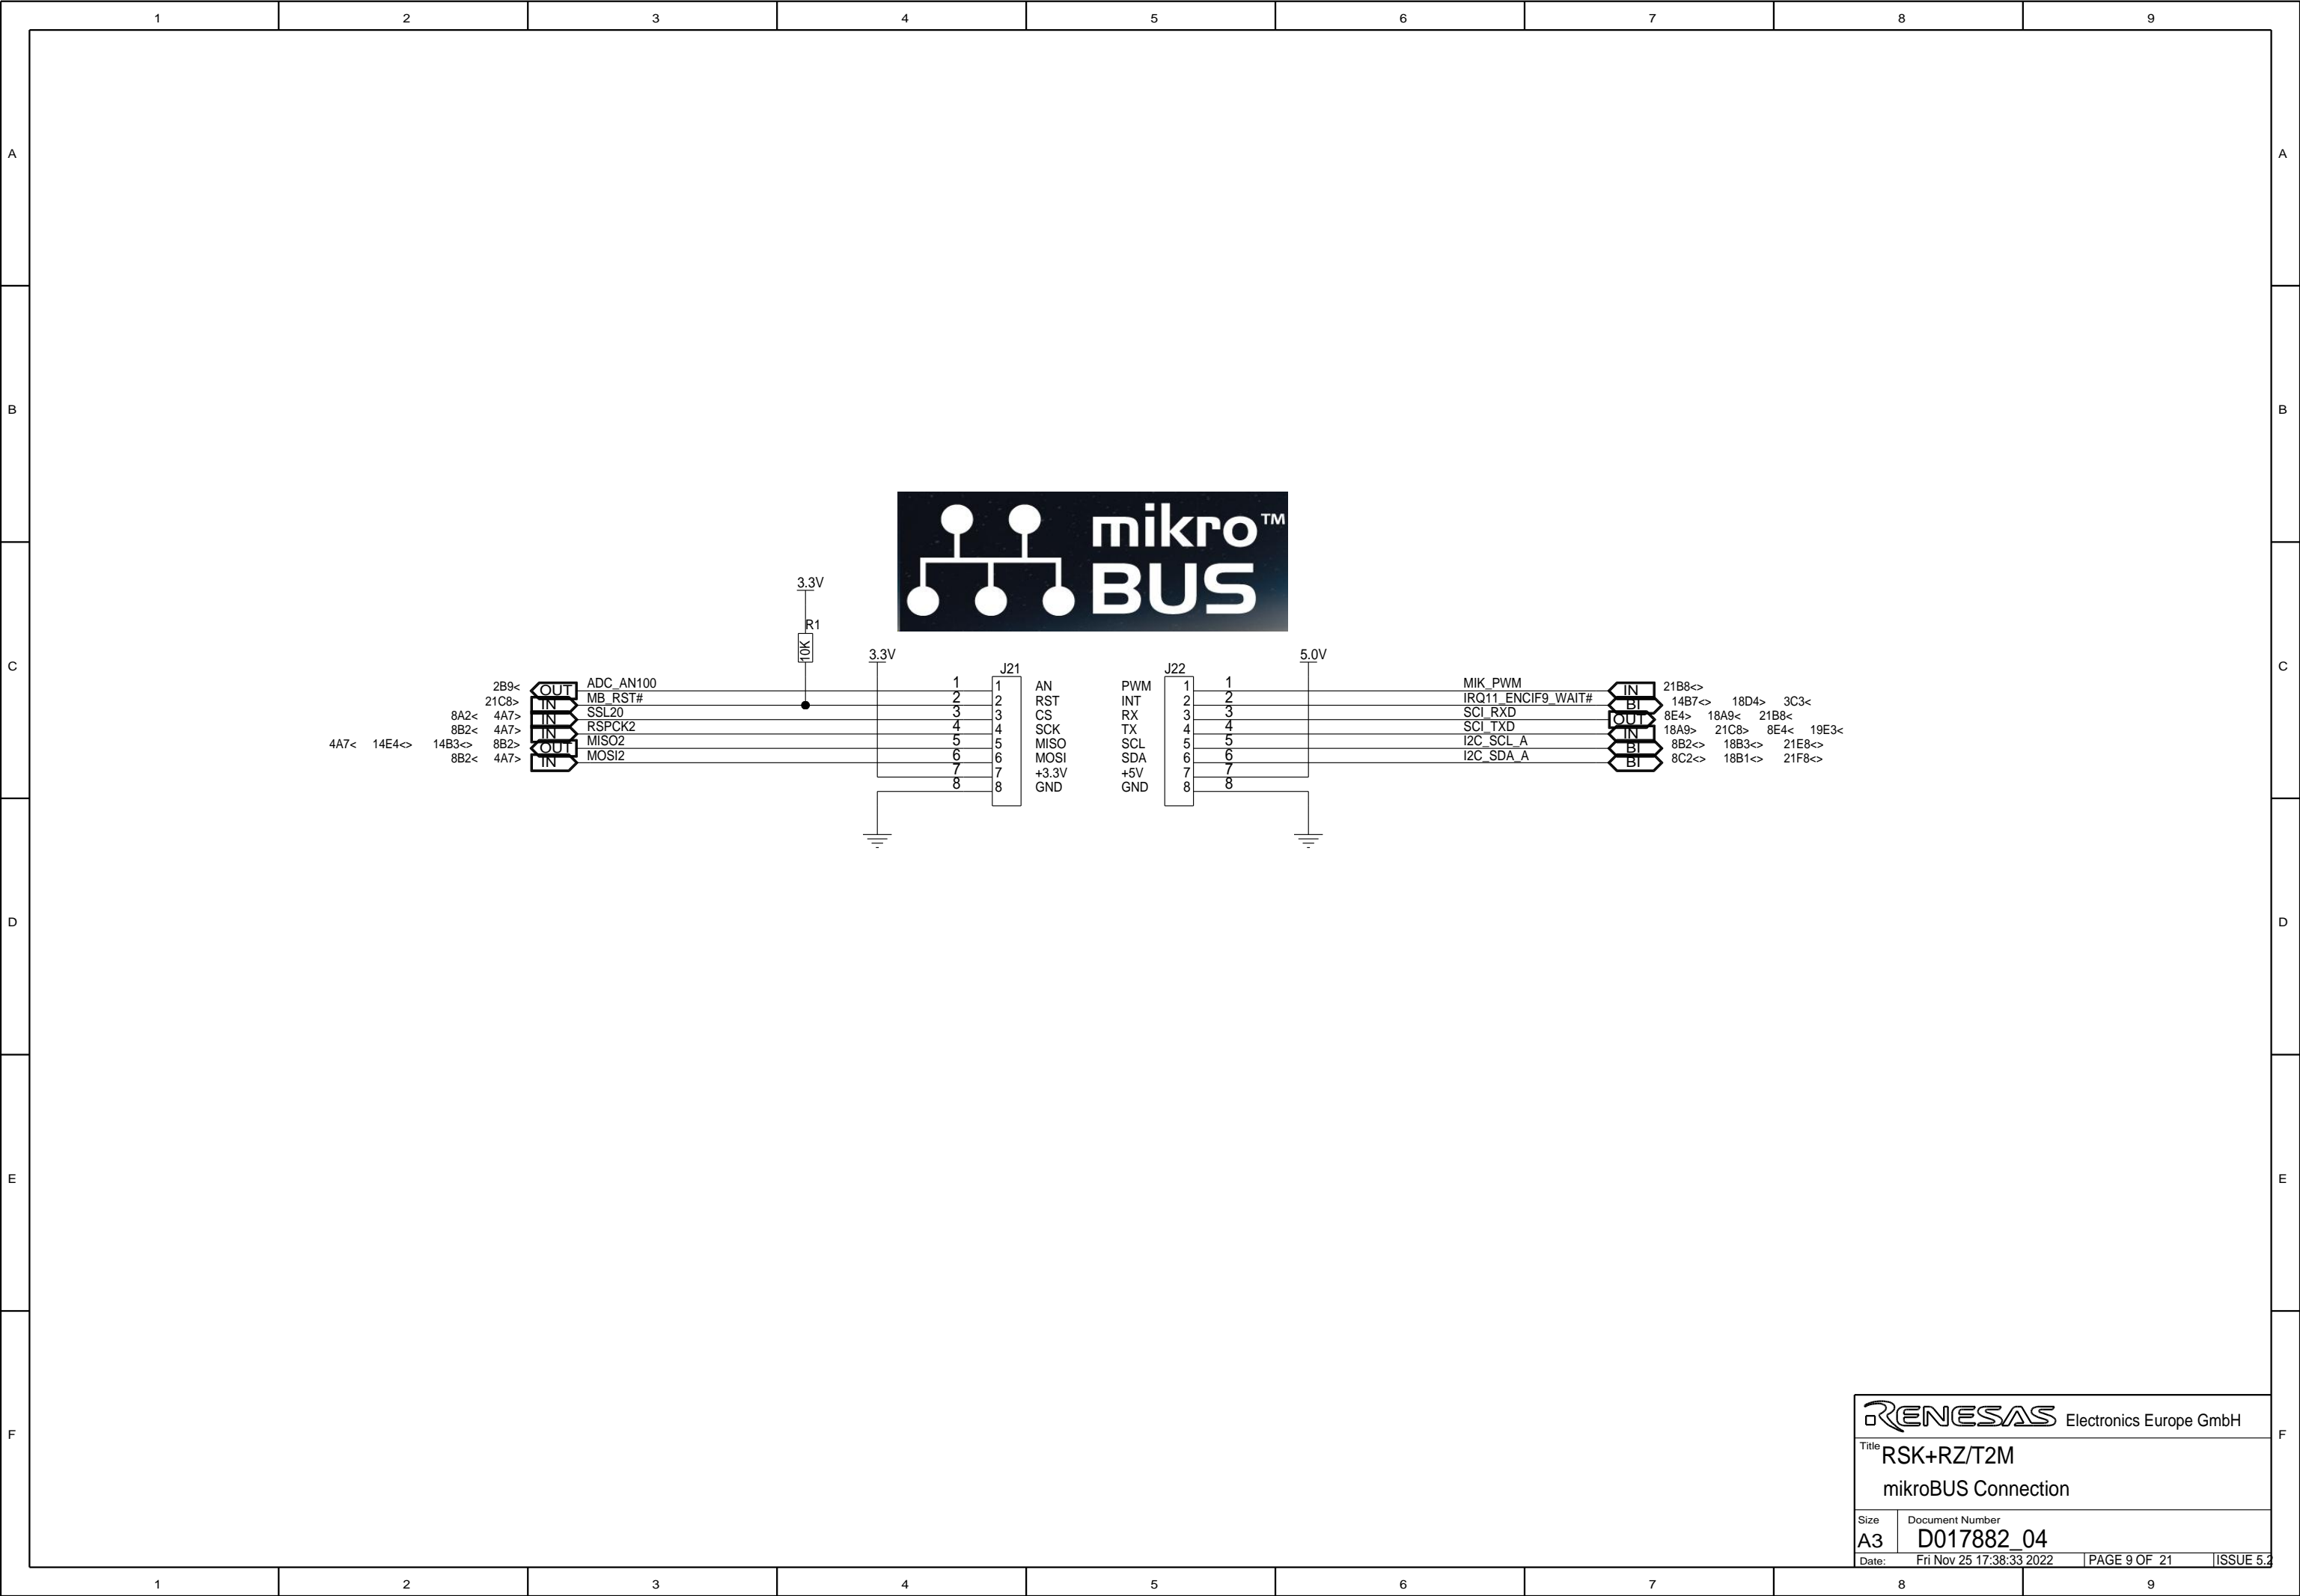 1 2 3 4 5 6 7 8 9
A A
B B
mikro™
BUS
C C
3.3V
R1
10K
3.3V
5.0V
J21
J22
2B9< OUT ADC_AN100 1 1 AN
21C8> IN MB_RST# 2 2 RST
8A2< 4A7> IN SSL20 3 3 CS
8B2< 4A7> IN RSPCK2 4 4 SCK
4A7< 14E4<> 14B3<> 8B2> OUT MISO2 5 5 MISO
8B2< 4A7> IN MOSI2 6 6 MOSI
7 7 +3.3V
8 8 GND
PWM 1 1 MIK_PWM IN 21B8<>
INT 2 2 IRQ11_ENCIF9_WAIT# BI 14B7<> 18D4> 3C3<
RX 3 3 SCI_RXD OUT 8E4> 18A9< 21B8<
TX 4 4 SCI_TXD IN 18A9> 21C8> 8E4< 19E3<
SCL 5 5 I2C_SCL_A BI 8B2<> 18B3<> 21E8<>
SDA 6 6 I2C_SDA_A BI 8C2<> 18B1<> 21F8<>
+5V 7 7
GND 8 8
D D
E E
F F
RENESAS Electronics Europe GmbH
Title RSK+RZ/T2M
mikroBUS Connection
Size Document Number
A3 D017882_04
Date: Fri Nov 25 17:38:33 2022 PAGE 9 OF 21 ISSUE 5.2
1 2 3 4 5 6 7 8 9